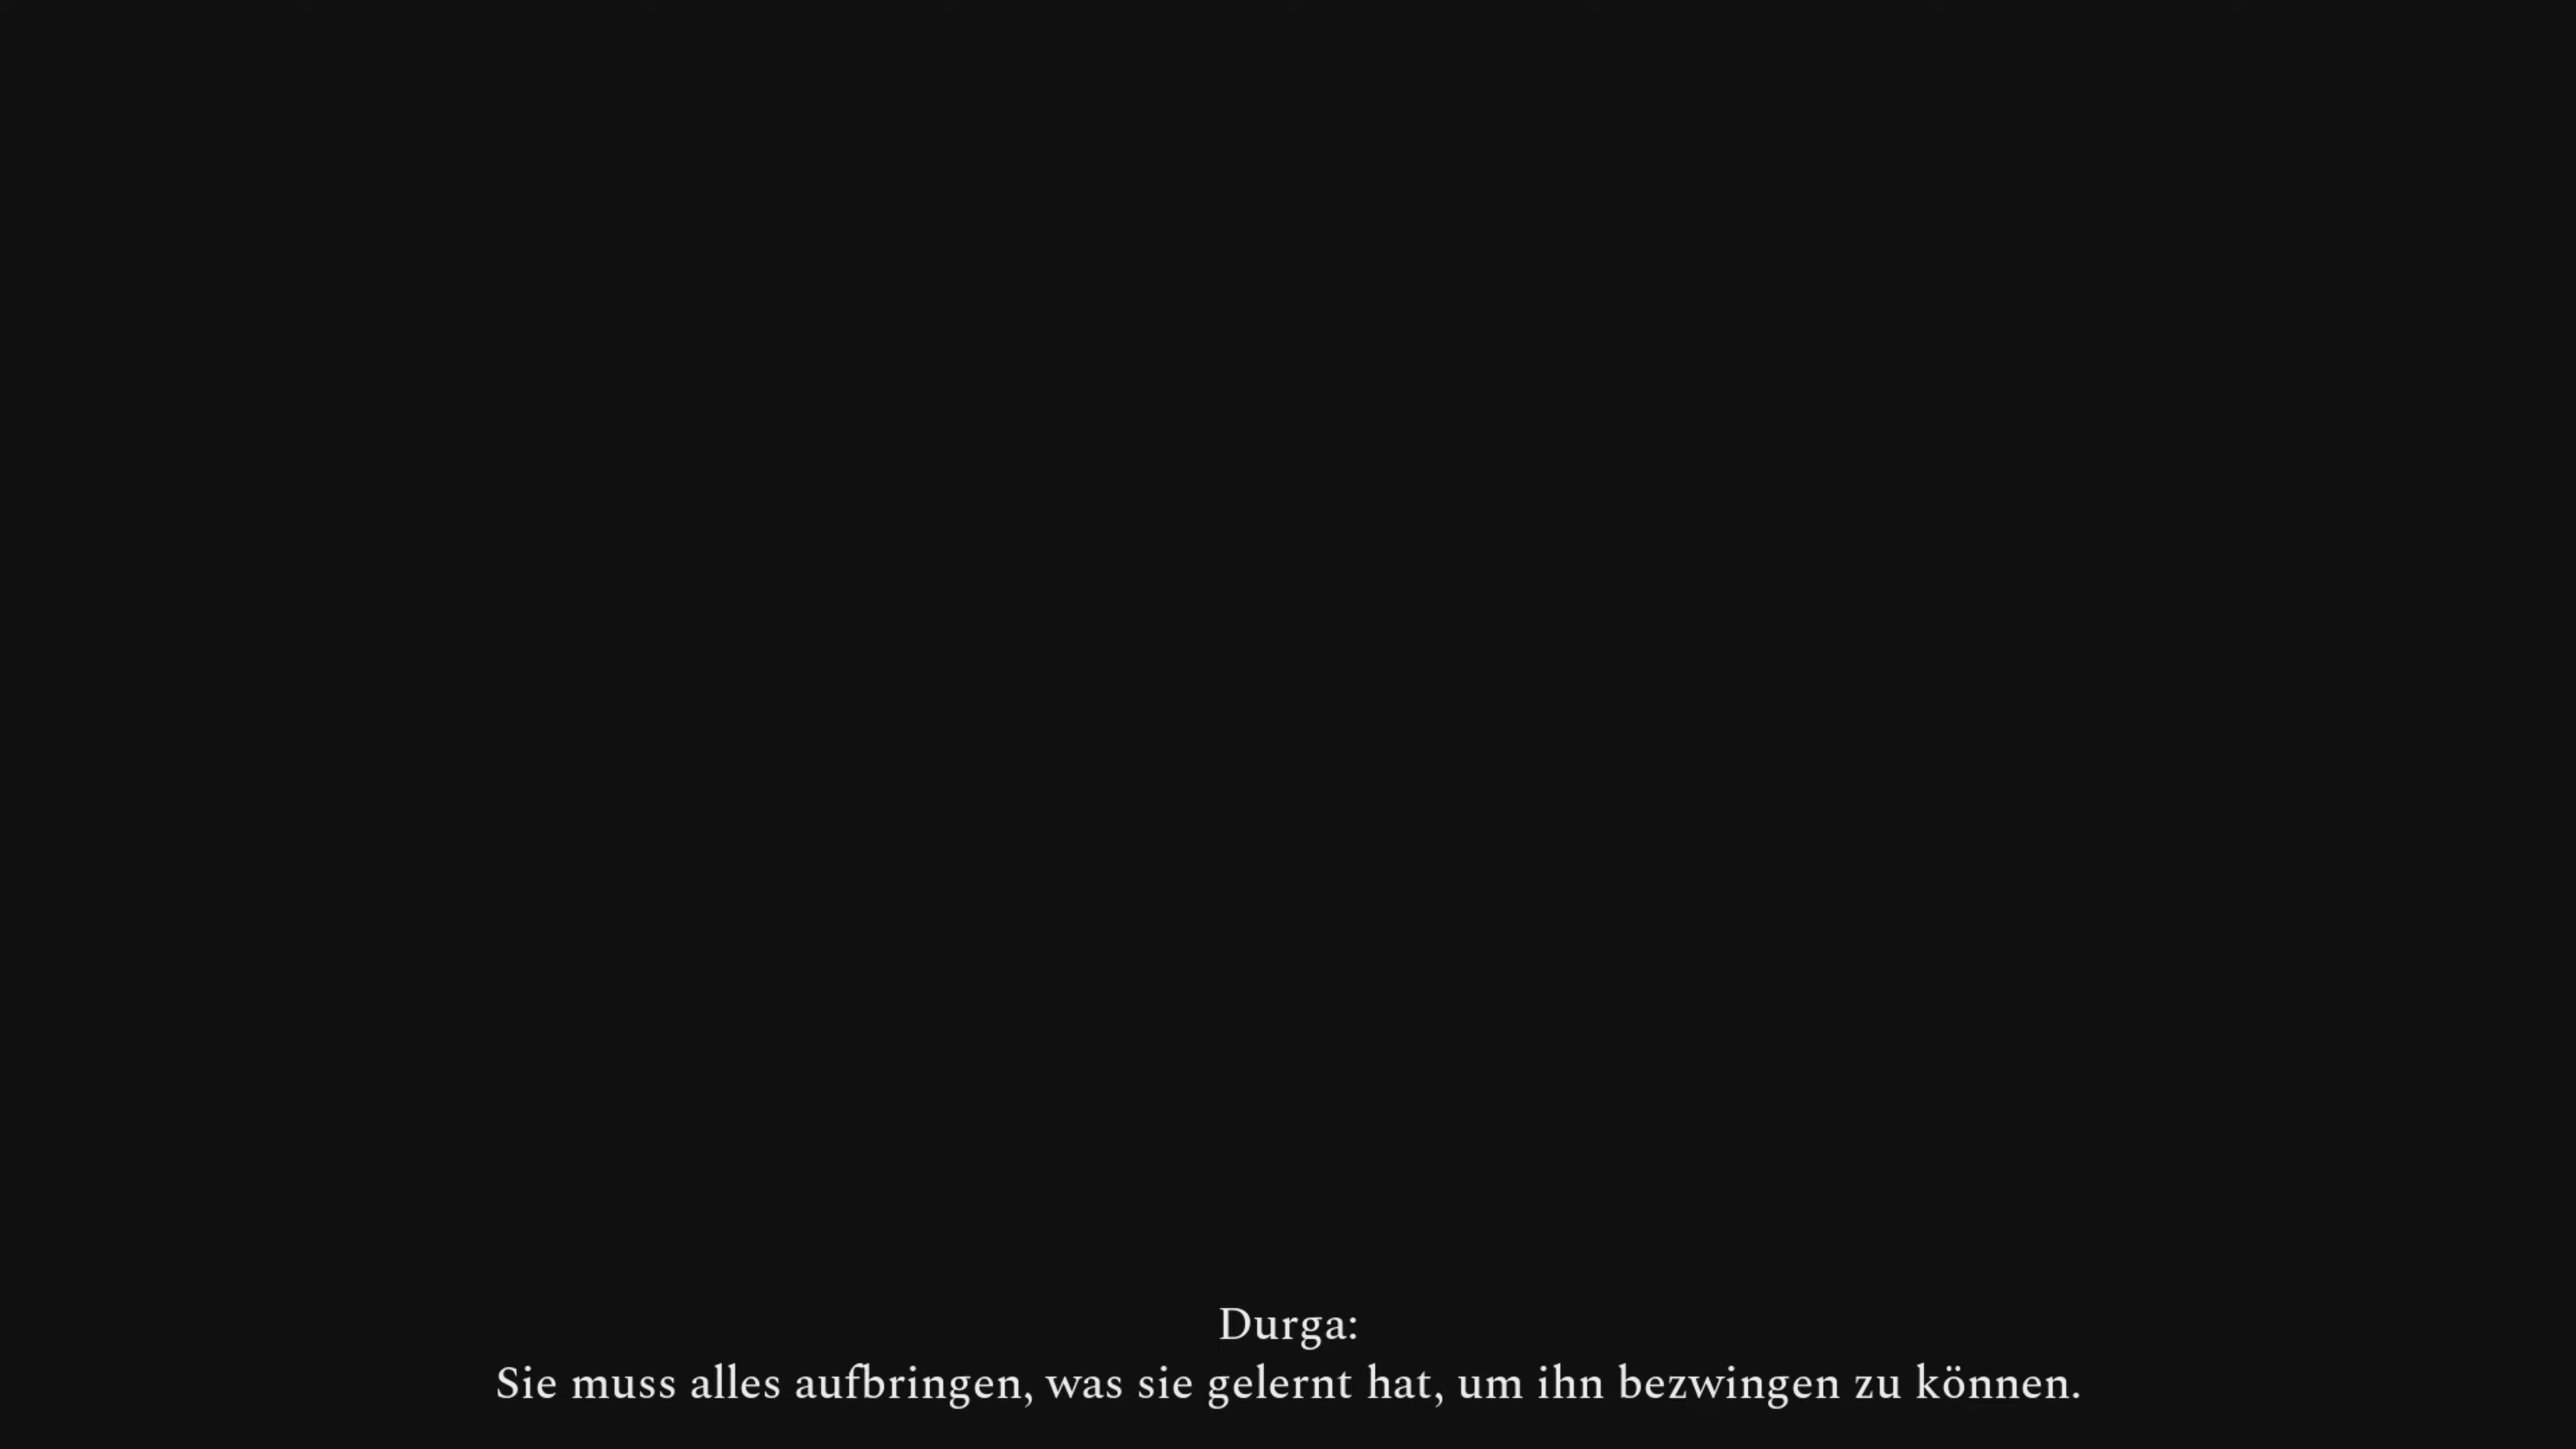 Durga:
Sie muss alles aufbringen, was sie gelernt hat, um ihn bezwingen zu können.